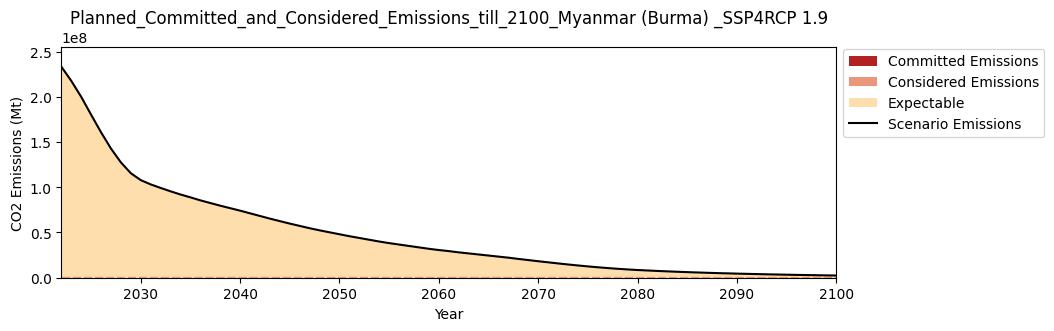 Planned_Committed_and_Considered_Emissions_till_2100_Myanmar (Burma) _SSP4RCP 1.9
1e8
2.5
2.0
1.5
1.0
0.5
0.0
CO2 Emissions (Mt)
2030 2040 2050 2060 2070 2080 2090 2100
Year
Committed Emissions
Considered Emissions
Expectable
Scenario Emissions